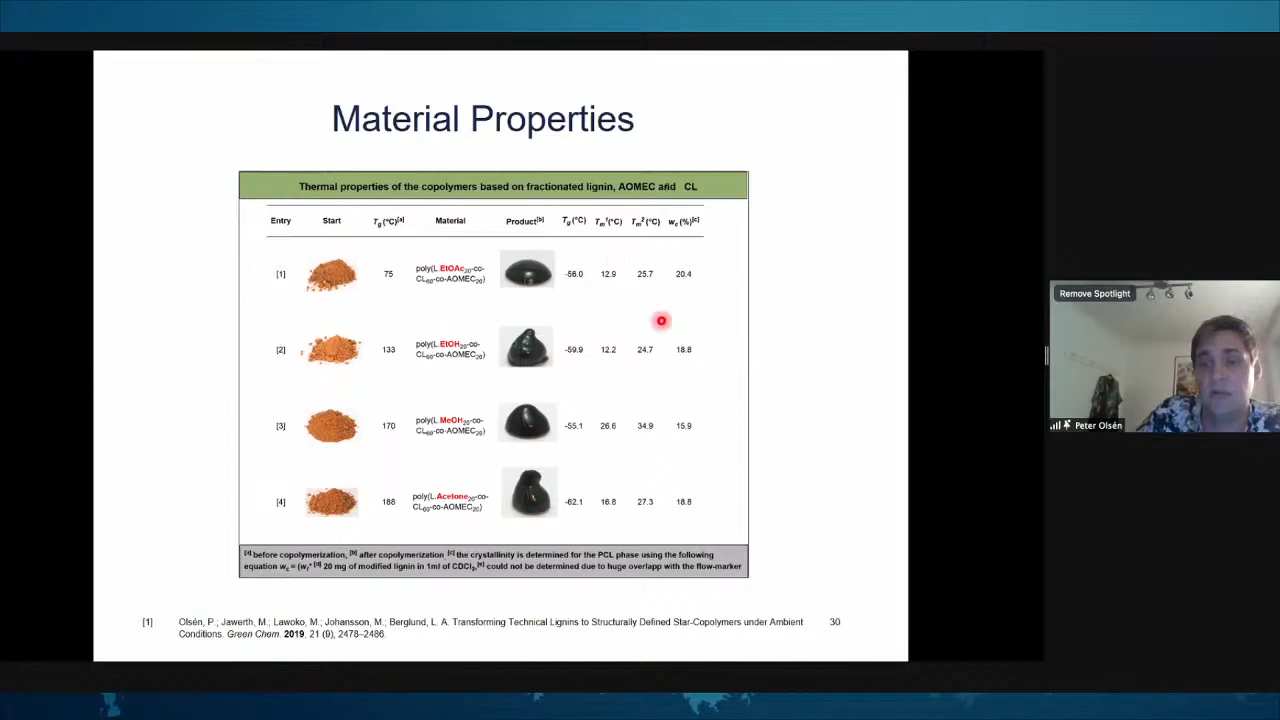 Material Properties
Thermal properties of the copolymers based on fractionated lignin, AOMEC and CL
Entry Start Tg (°C)[a] Material Product[b] Tg (°C) Tm1(°C) Tm2(°C) wc (%)[c]
[1] 75 poly(L.EtOAc20-co-
CL60-co-AOMEC20) -56.0 12.9 25.7 20.4
[2] 133 poly(L.EtOH20-co-
CL60-co-AOMEC20) -59.9 12.2 24.7 18.8
[3] 170 poly(L.MeOH20-co-
CL60-co-AOMEC20) -55.1 26.6 34.9 15.9
[4] 188 poly(L.Acetone20-co-
CL60-co-AOMEC20) -62.1 16.8 27.3 18.8
[a] before copolymerization, [b] after copolymerization [c] the crystallinity is determined for the PCL phase using the following
equation wc = (wf* [d] 20 mg of modified lignin in 1ml of CDCl3,[e] could not be determined due to huge overlapp with the flow-marker
[1] Olsén, P.; Jawerth, M.; Lawoko, M.; Johansson, M.; Berglund, L. A. Transforming Technical Lignins to Structurally Defined Star-Copolymers under Ambient
Conditions. Green Chem. 2019, 21 (9), 2478–2486.
30
Remove Spotlight
Peter Olsén